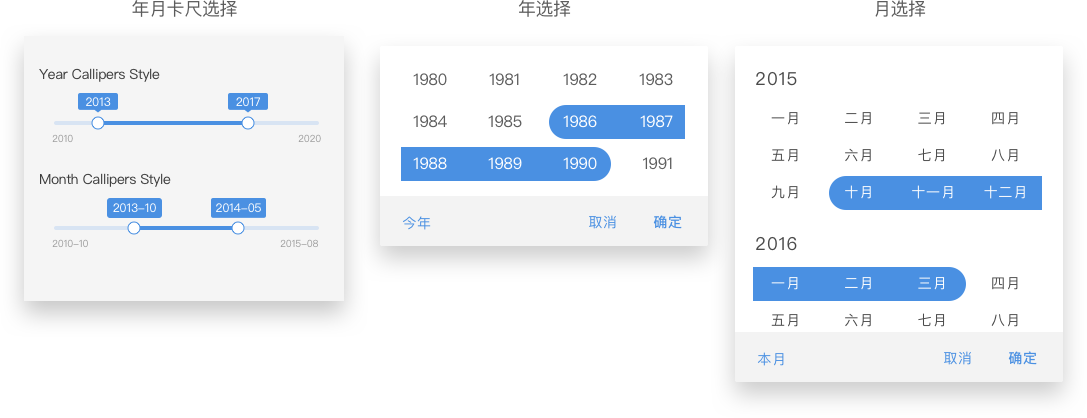 年月卡尺选择
Year Callipers Style
2013 2017
2010 2020
Month Callipers Style
2013-10 2014-05
2010-10 2015-08
年选择
1980 1981 1982 1983
1984 1985 1986 1987
1988 1989 1990 1991
今年 取消 确定
月选择
2015
一月 二月 三月 四月
五月 六月 七月 八月
九月 十月 十一月 十二月
2016
一月 二月 三月 四月
五月 六月 七月 八月
本月 取消 确定